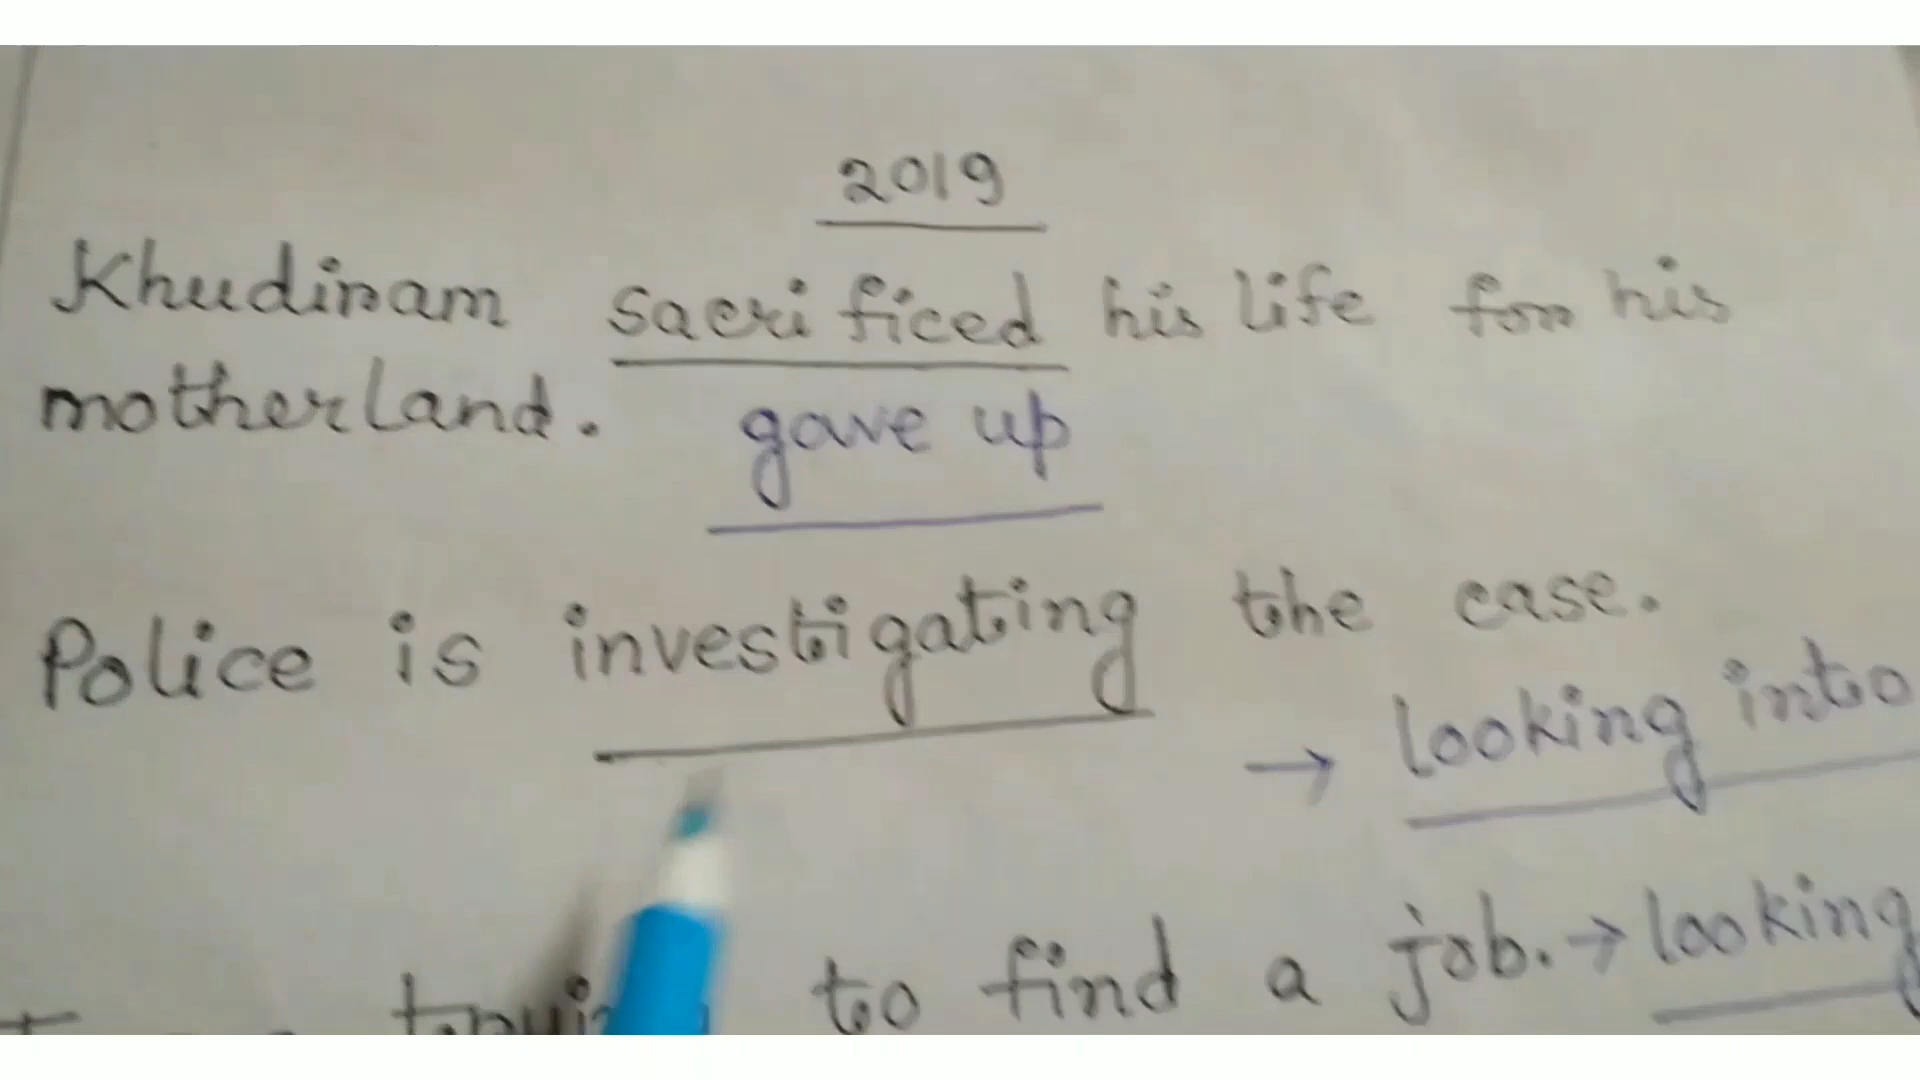 2019
Khudiram sacrificed his life for his
motherland. gave up
Police is investigating the case.
→ looking into
trying to find a job. → looking